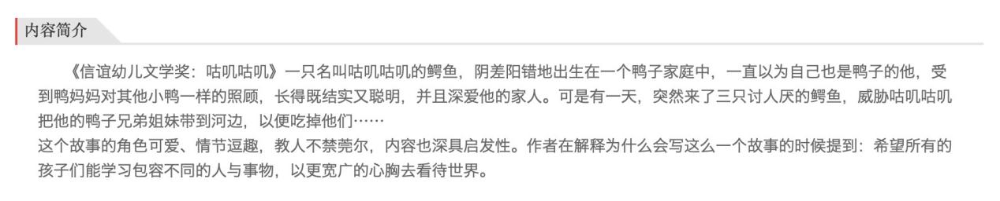 内容简介
《信谊幼儿文学奖：咕叽咕叽》一只名叫咕叽咕叽的鳄鱼，阴差阳错地出生在一个鸭子家庭中，一直以为自己也是鸭子的他，受
到鸭妈妈对其他小鸭一样的照顾，长得既结实又聪明，并且深爱他的家人。可是有一天，突然来了三只讨人厌的鳄鱼，威胁咕叽咕叽
把他的鸭子兄弟姐妹带到河边，以便吃掉他们……
这个故事的角色可爱、情节逗趣，教人不禁莞尔，内容也深具启发性。作者在解释为什么会写这么一个故事的时候提到：希望所有的
孩子们能学习包容不同的人与事物，以更宽广的心胸去看待世界。